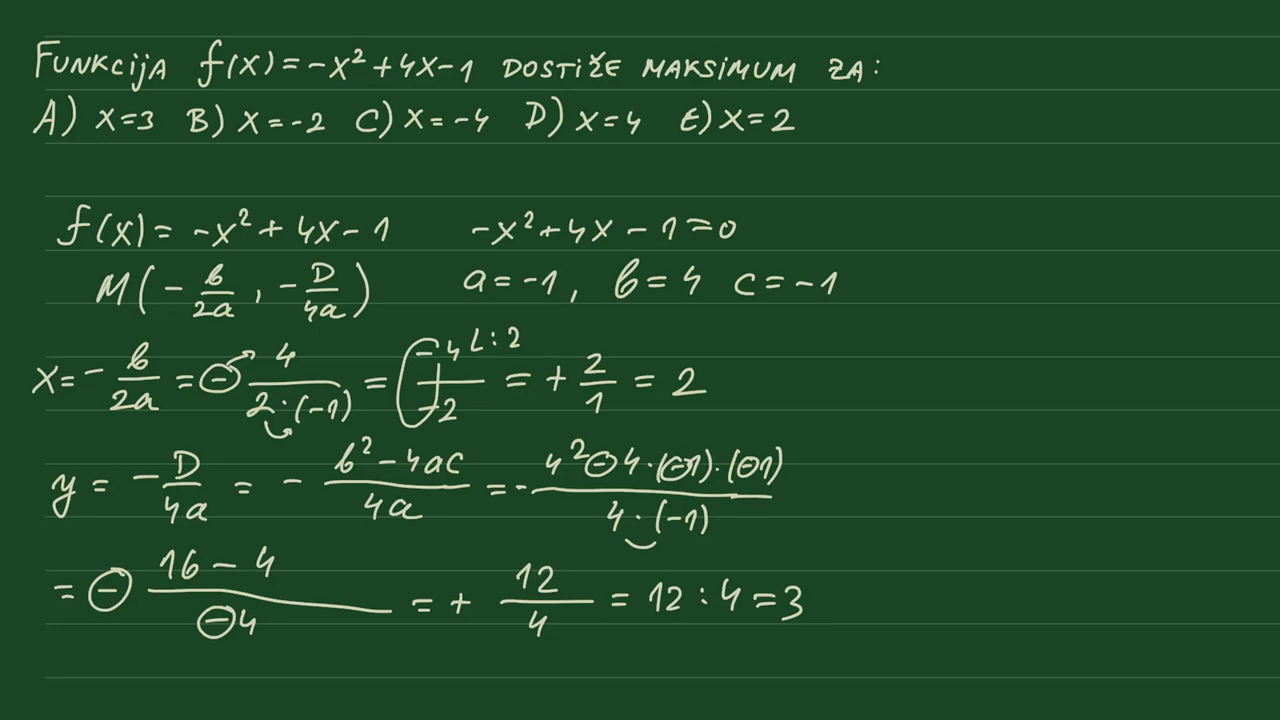 FUNKCIJA f(x) = -x² + 4x - 1 DOSTIŽE MAKSIMUM ZA:
A) x=3 B) x=-2 C) x=-4 D) x=4 E) x=2
f(x) = -x² + 4x - 1 -x² + 4x - 1 = 0
M(-b/2a, -D/4a) a = -1, b = 4 c = -1
x = -b/2a = -4/(2·(-1)) = (-4/-2 L:2 = +2/1 = 2
y = -D/4a = -(b² - 4ac)/4a = -(4² - 4·(-1)·(-1))/(4·(-1))
= -(16 - 4)/(-4) = +12/4 = 12 : 4 = 3